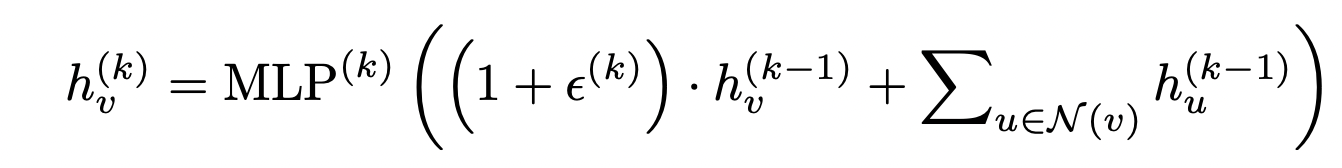 $h_v^{(k)} = \mathrm{MLP}^{(k)} \left( \left( 1 + \epsilon^{(k)} \right) \cdot h_v^{(k-1)} + \sum_{u \in \mathcal{N}(v)} h_u^{(k-1)} \right)$